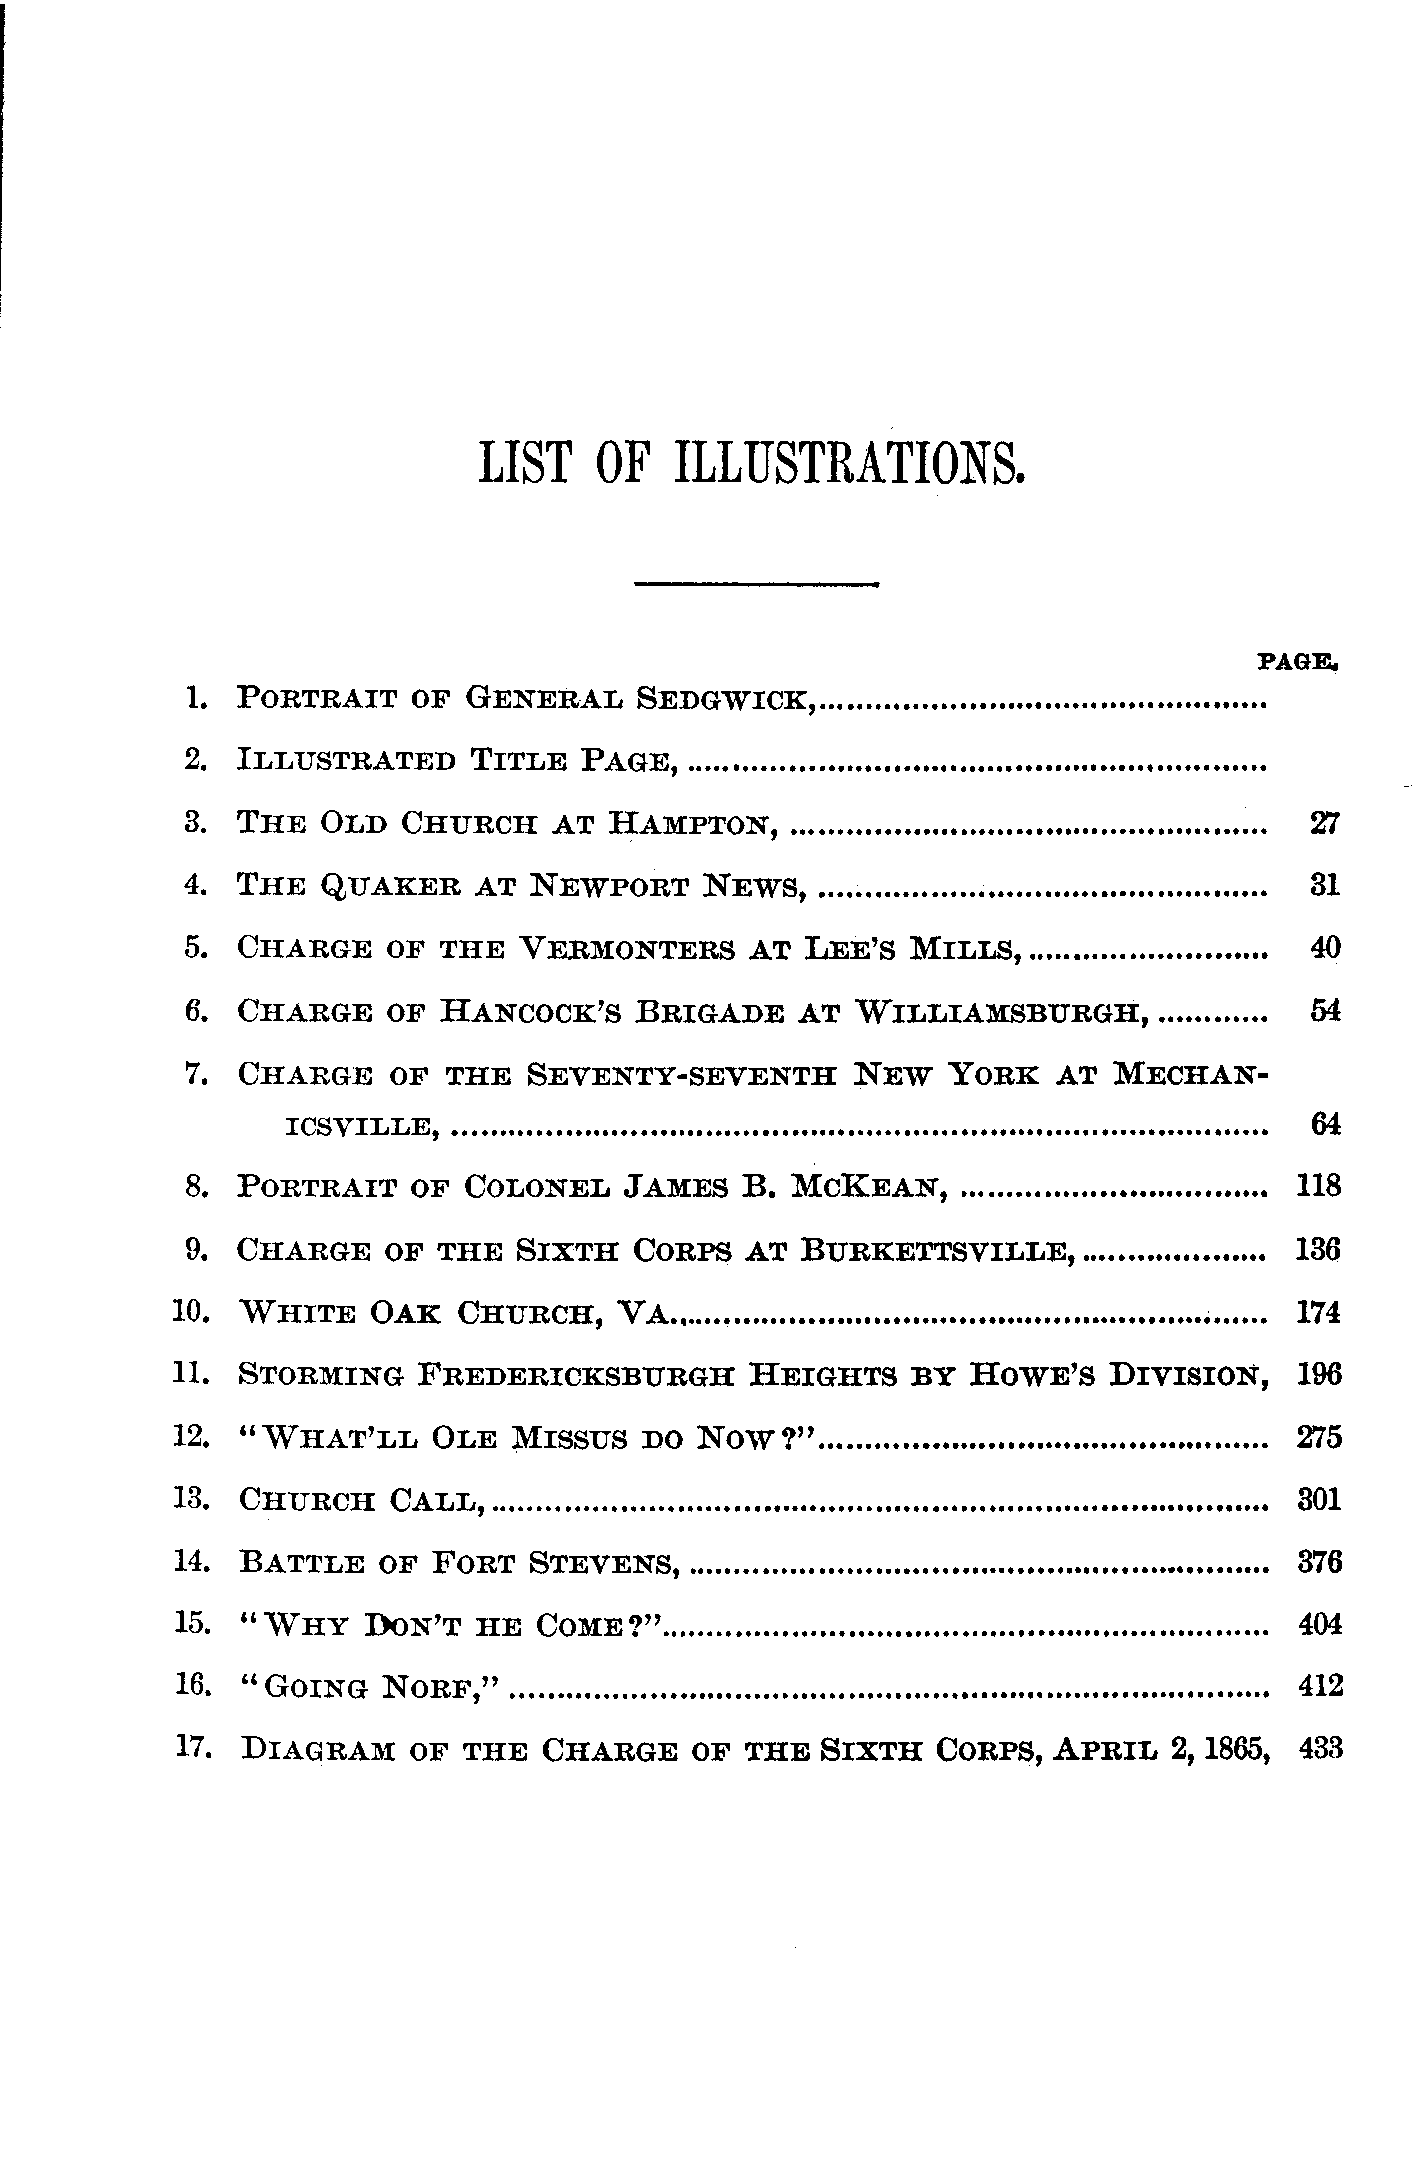 LIST OF ILLUSTRATIONS.
PAGE.
1. PORTRAIT OF GENERAL SEDGWICK,................................................
2. ILLUSTRATED TITLE PAGE, ................................................
3. THE OLD CHURCH AT HAMPTON, ................................................ 27
4. THE QUAKER AT NEWPORT NEWS, ................................................ 31
5. CHARGE OF THE VERMONTERS AT LEE'S MILLS,.......................... 40
6. CHARGE OF HANCOCK'S BRIGADE AT WILLIAMSBURGH, ............ 54
7. CHARGE OF THE SEVENTY-SEVENTH NEW YORK AT MECHAN-
ICSVILLE, ................................................ 64
8. PORTRAIT OF COLONEL JAMES B. MCKEAN, ................................ 118
9. CHARGE OF THE SIXTH CORPS AT BURKETTSVILLE,.................... 136
10. WHITE OAK CHURCH, VA.,................................................ 174
11. STORMING FREDERICKSBURGH HEIGHTS BY HOWE'S DIVISION, 196
12. "WHAT'LL OLE MISSUS DO NOW?"................................................ 275
13. CHURCH CALL,................................................ 301
14. BATTLE OF FORT STEVENS, ................................................ 376
15. "WHY DON'T HE COME?"................................................ 404
16. "GOING NORF," ................................................ 412
17. DIAGRAM OF THE CHARGE OF THE SIXTH CORPS, APRIL 2, 1865, 433